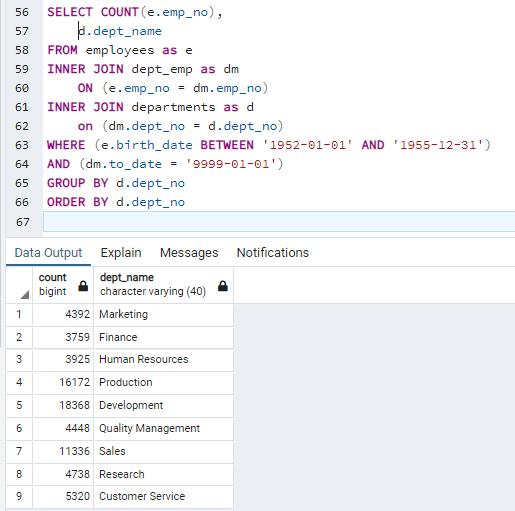 56 SELECT COUNT(e.emp_no),
57 d.dept_name
58 FROM employees as e
59 INNER JOIN dept_emp as dm
60 ON (e.emp_no = dm.emp_no)
61 INNER JOIN departments as d
62 on (dm.dept_no = d.dept_no)
63 WHERE (e.birth_date BETWEEN '1952-01-01' AND '1955-12-31')
64 AND (dm.to_date = '9999-01-01')
65 GROUP BY d.dept_no
66 ORDER BY d.dept_no
67
Data Output Explain Messages Notifications
count dept_name
bigint character varying (40)
1 4392 Marketing
2 3759 Finance
3 3925 Human Resources
4 16172 Production
5 18368 Development
6 4448 Quality Management
7 11336 Sales
8 4738 Research
9 5320 Customer Service